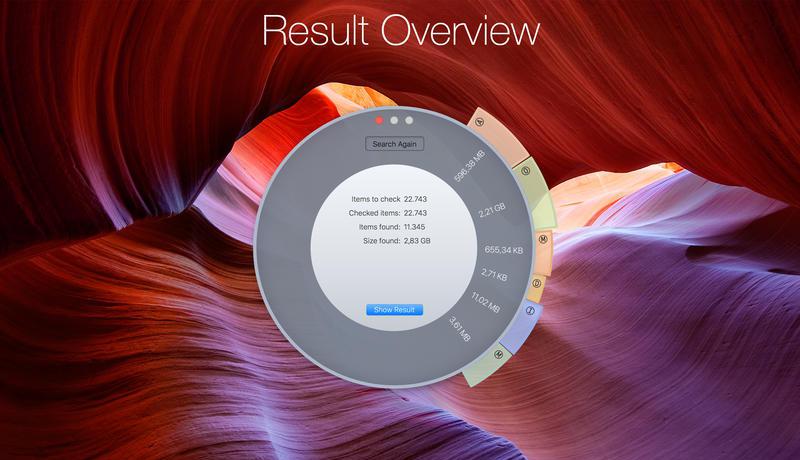 Result Overview
Search Again
Items to check 22.743
Checked items: 22.743
Items found: 11.345
Size found: 2,83 GB
Show Result
A
596,38 MB
2,21 GB
M
655,34 KB
D
2,71 KB
J
11,02 MB
M
3,61 MB